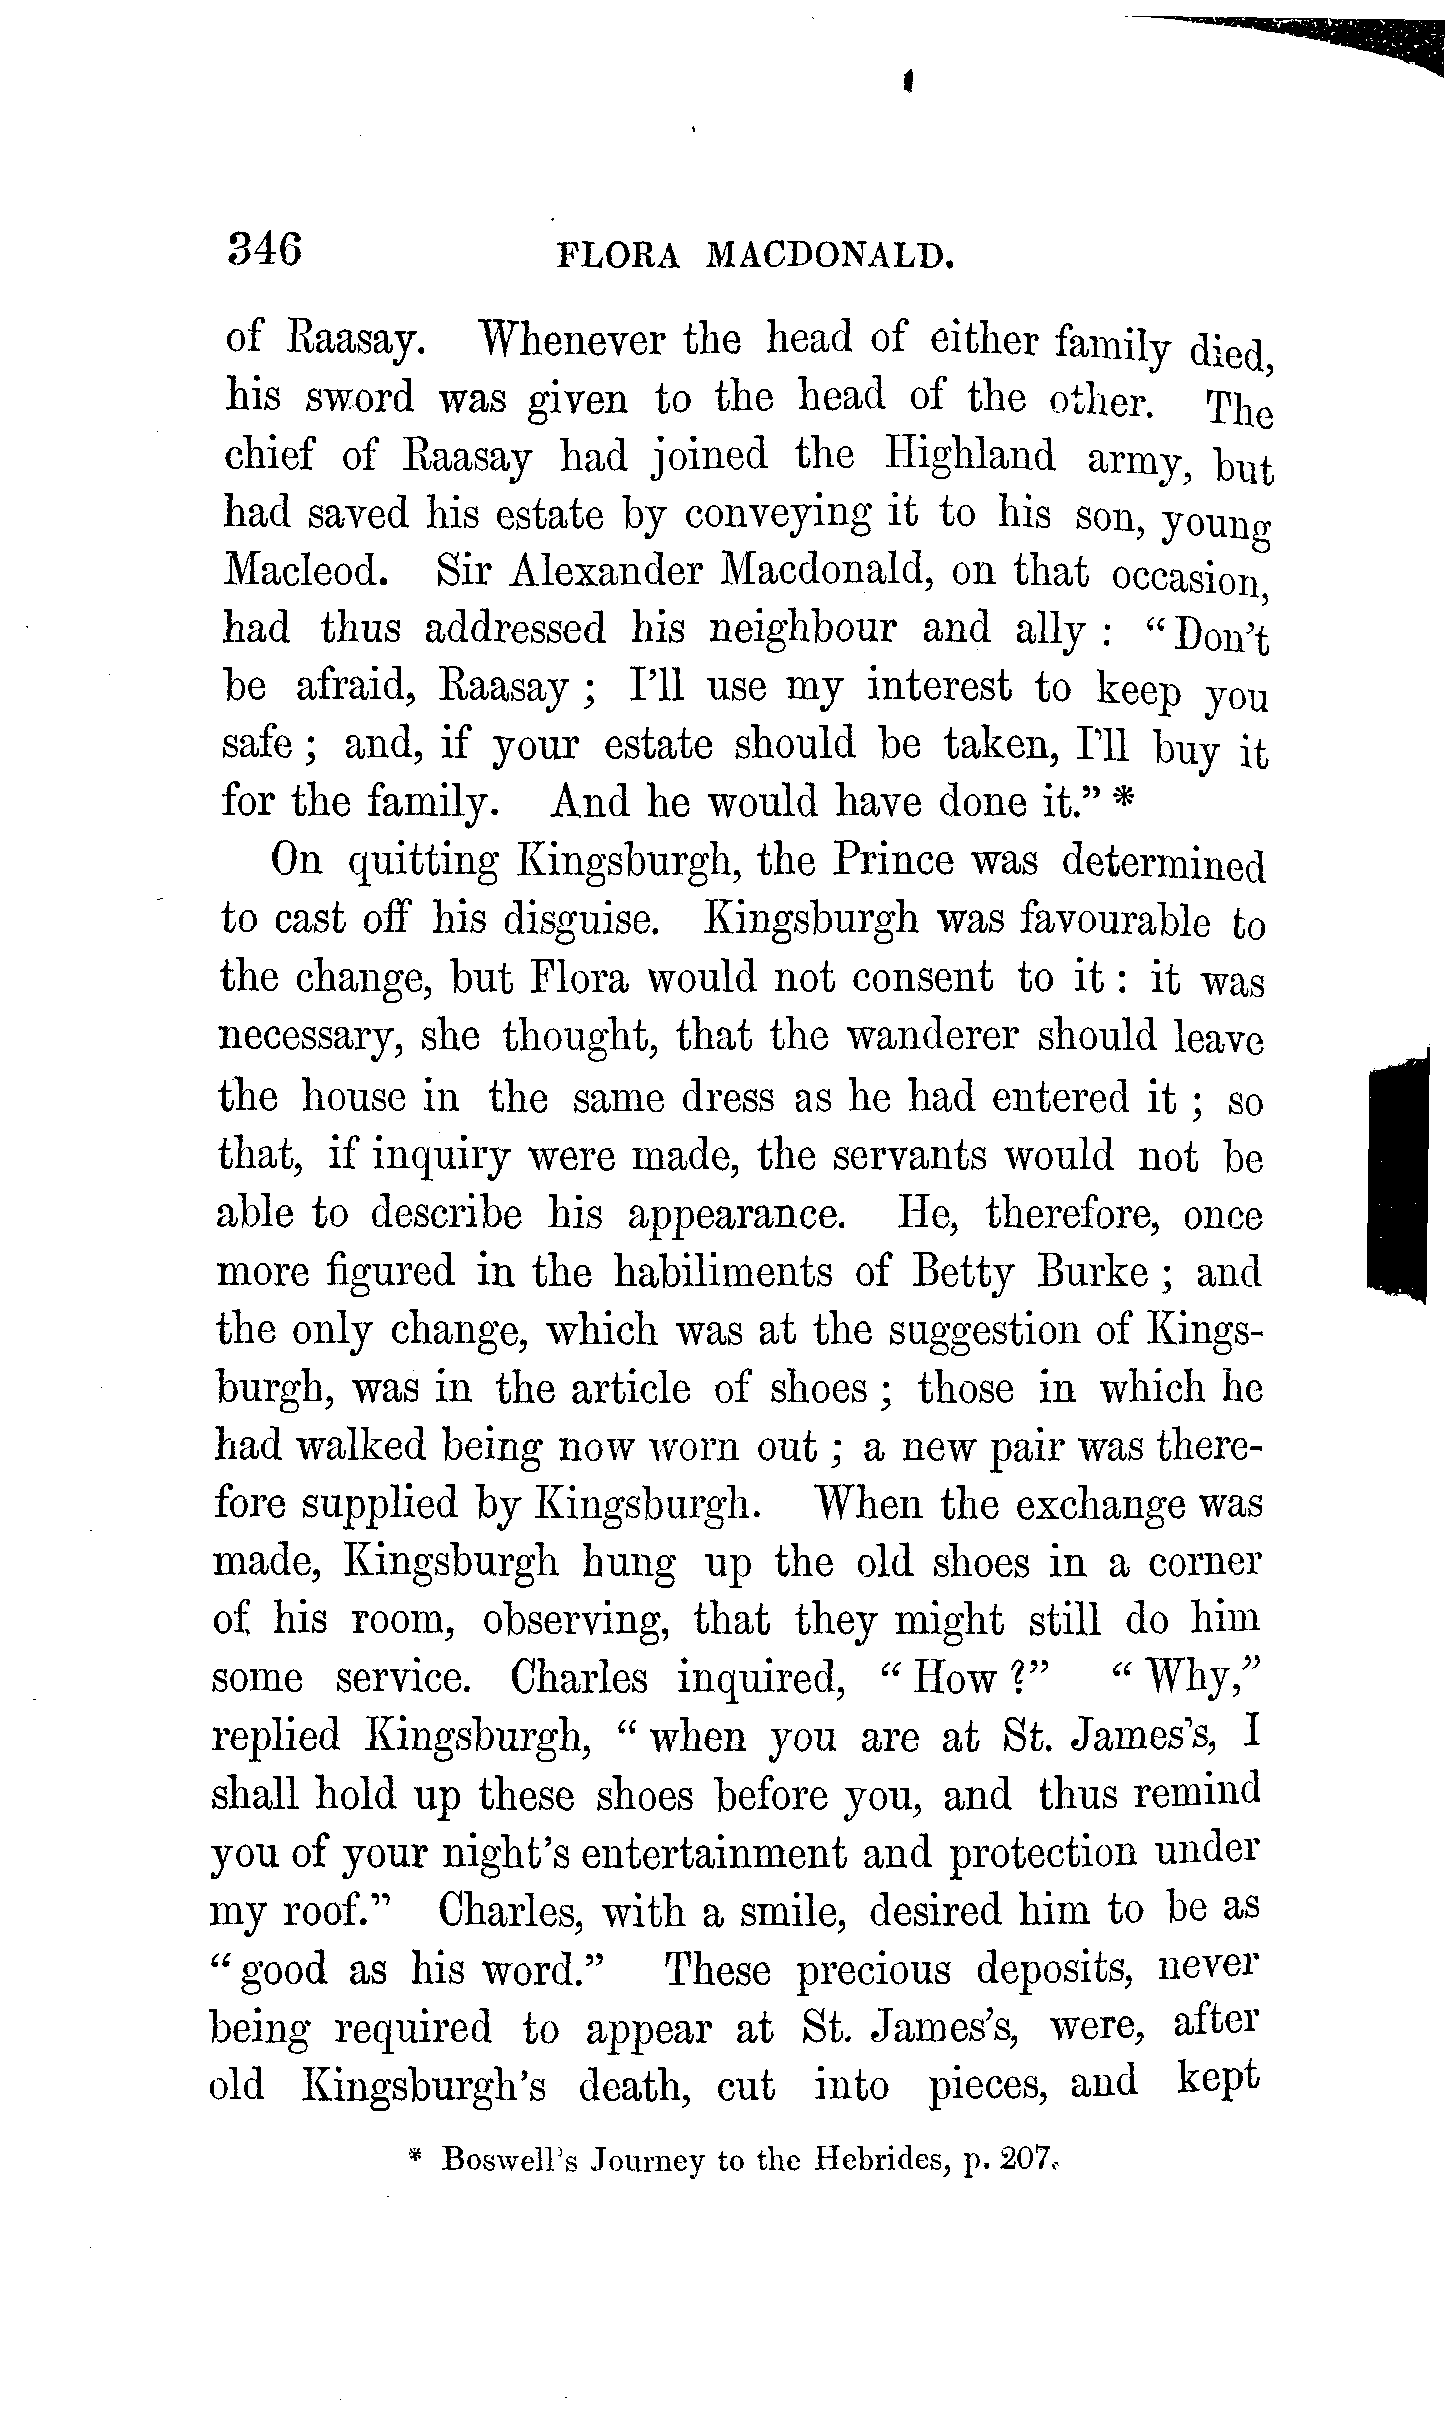 346 FLORA MACDONALD.
of Raasay. Whenever the head of either family died,
his sword was given to the head of the other. The
chief of Raasay had joined the Highland army, but
had saved his estate by conveying it to his son, young
Macleod. Sir Alexander Macdonald, on that occasion,
had thus addressed his neighbour and ally : "Don't
be afraid, Raasay ; I'll use my interest to keep you
safe ; and, if your estate should be taken, I'll buy it
for the family. And he would have done it." *
On quitting Kingsburgh, the Prince was determined
to cast off his disguise. Kingsburgh was favourable to
the change, but Flora would not consent to it : it was
necessary, she thought, that the wanderer should leave
the house in the same dress as he had entered it ; so
that, if inquiry were made, the servants would not be
able to describe his appearance. He, therefore, once
more figured in the habiliments of Betty Burke ; and
the only change, which was at the suggestion of Kings-
burgh, was in the article of shoes ; those in which he
had walked being now worn out ; a new pair was there-
fore supplied by Kingsburgh. When the exchange was
made, Kingsburgh hung up the old shoes in a corner
of his room, observing, that they might still do him
some service. Charles inquired, "How ?" "Why,"
replied Kingsburgh, "when you are at St. James's, I
shall hold up these shoes before you, and thus remind
you of your night's entertainment and protection under
my roof." Charles, with a smile, desired him to be as
"good as his word." These precious deposits, never
being required to appear at St. James's, were, after
old Kingsburgh's death, cut into pieces, and kept
* Boswell's Journey to the Hebrides, p. 207.